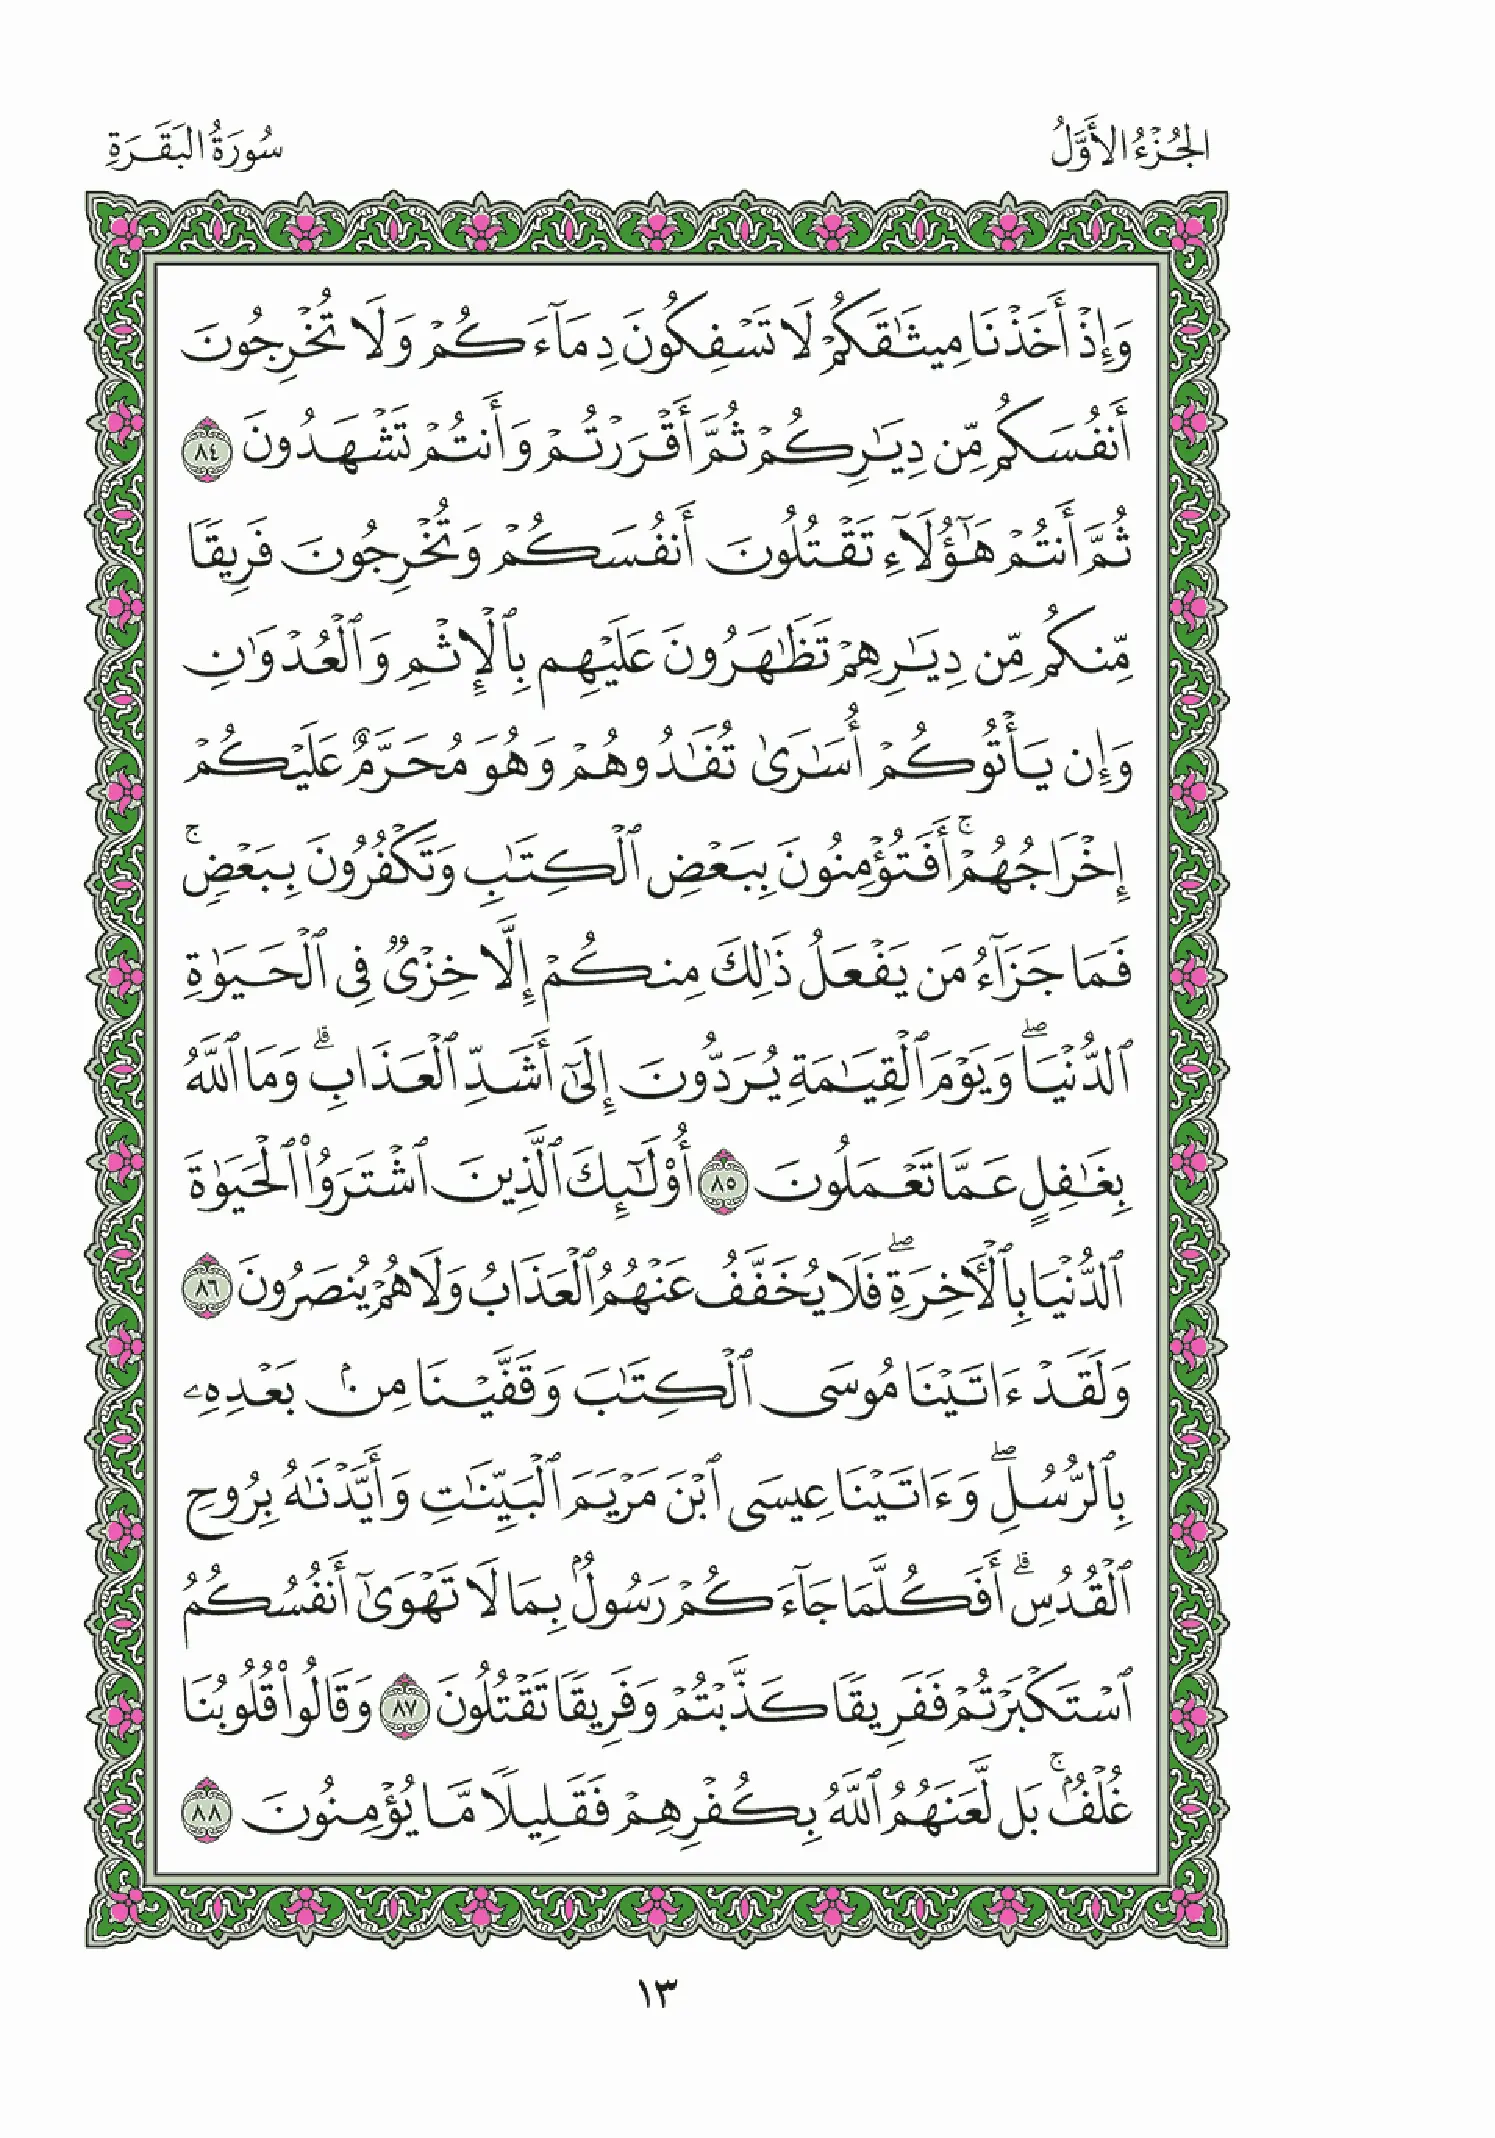 الجُزْءُ الأَوَّلُ
سُورَةُ البَقَرَةِ
وَإِذۡ أَخَذۡنَا مِيثَٰقَكُمۡ لَا تَسۡفِكُونَ دِمَآءَكُمۡ وَلَا تُخۡرِجُونَ
أَنفُسَكُم مِّن دِيَٰرِكُمۡ ثُمَّ أَقۡرَرۡتُمۡ وَأَنتُمۡ تَشۡهَدُونَ ٨٤
ثُمَّ أَنتُمۡ هَٰٓؤُلَآءِ تَقۡتُلُونَ أَنفُسَكُمۡ وَتُخۡرِجُونَ فَرِيقٗا
مِّنكُم مِّن دِيَٰرِهِمۡ تَظَٰهَرُونَ عَلَيۡهِم بِٱلۡإِثۡمِ وَٱلۡعُدۡوَٰنِ
وَإِن يَأۡتُوكُمۡ أُسَٰرَىٰ تُفَٰدُوهُمۡ وَهُوَ مُحَرَّمٌ عَلَيۡكُمۡ
إِخۡرَاجُهُمۡۚ أَفَتُؤۡمِنُونَ بِبَعۡضِ ٱلۡكِتَٰبِ وَتَكۡفُرُونَ بِبَعۡضٖۚ
فَمَا جَزَآءُ مَن يَفۡعَلُ ذَٰلِكَ مِنكُمۡ إِلَّا خِزۡيٞ فِي ٱلۡحَيَوٰةِ
ٱلدُّنۡيَاۖ وَيَوۡمَ ٱلۡقِيَٰمَةِ يُرَدُّونَ إِلَىٰٓ أَشَدِّ ٱلۡعَذَابِۗ وَمَا ٱللَّهُ
بِغَٰفِلٍ عَمَّا تَعۡمَلُونَ ٨٥ أُوْلَٰٓئِكَ ٱلَّذِينَ ٱشۡتَرَوُاْ ٱلۡحَيَوٰةَ
ٱلدُّنۡيَا بِٱلۡأٓخِرَةِۖ فَلَا يُخَفَّفُ عَنۡهُمُ ٱلۡعَذَابُ وَلَا هُمۡ يُنصَرُونَ ٨٦
وَلَقَدۡ ءَاتَيۡنَا مُوسَى ٱلۡكِتَٰبَ وَقَفَّيۡنَا مِنۢ بَعۡدِهِۦ
بِٱلرُّسُلِۖ وَءَاتَيۡنَا عِيسَى ٱبۡنَ مَرۡيَمَ ٱلۡبَيِّنَٰتِ وَأَيَّدۡنَٰهُ بِرُوحِ
ٱلۡقُدُسِۗ أَفَكُلَّمَا جَآءَكُمۡ رَسُولُۢ بِمَا لَا تَهۡوَىٰٓ أَنفُسُكُمُ
ٱسۡتَكۡبَرۡتُمۡ فَفَرِيقٗا كَذَّبۡتُمۡ وَفَرِيقٗا تَقۡتُلُونَ ٨٧ وَقَالُواْ قُلُوبُنَا
غُلۡفُۢۚ بَل لَّعَنَهُمُ ٱللَّهُ بِكُفۡرِهِمۡ فَقَلِيلٗا مَّا يُؤۡمِنُونَ ٨٨
١٣